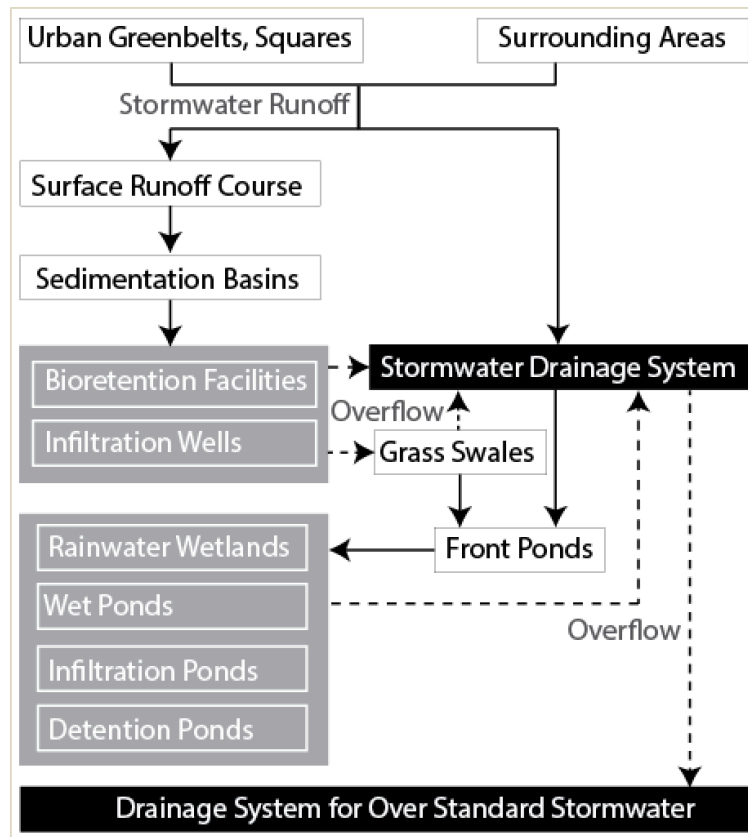 Urban Greenbelts, Squares
Surrounding Areas
Stormwater Runoff
Surface Runoff Course
Sedimentation Basins
Bioretention Facilities
Stormwater Drainage System
Overflow
Infiltration Wells
Grass Swales
Rainwater Wetlands
Front Ponds
Wet Ponds
Overflow
Infiltration Ponds
Detention Ponds
Drainage System for Over Standard Stormwater